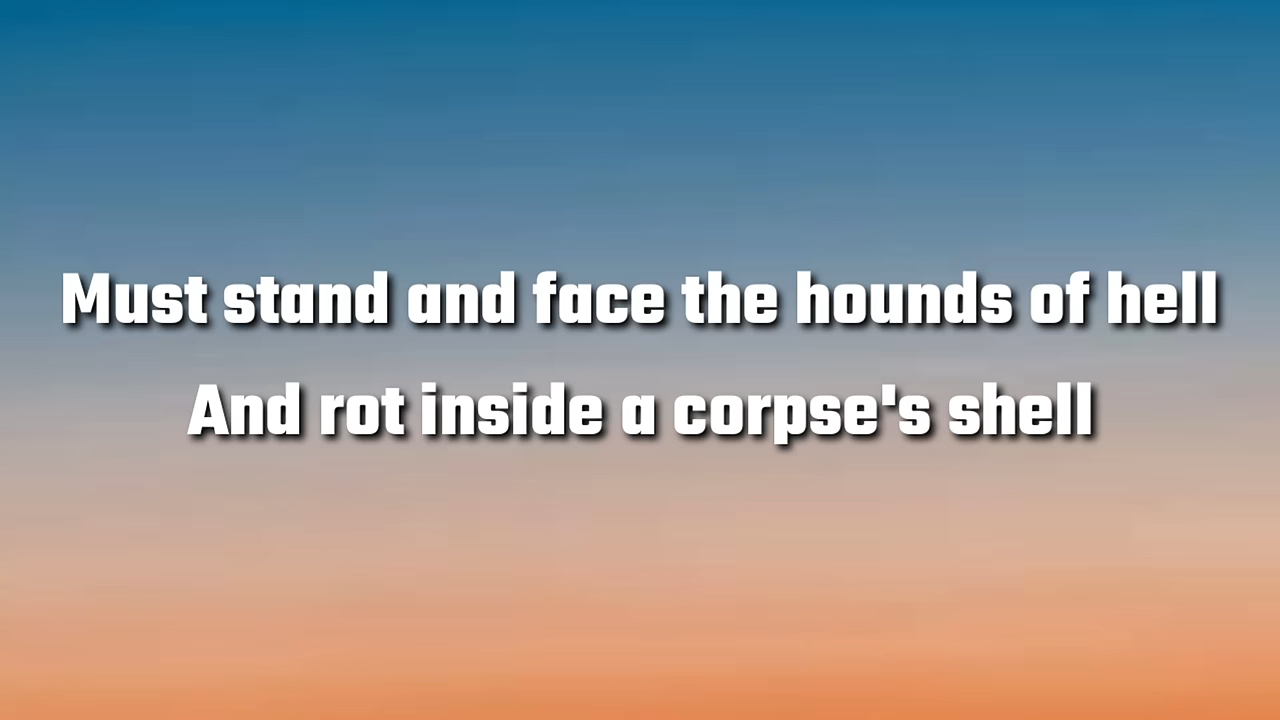 Must stand and face the hounds of hell
And rot inside a corpse's shell